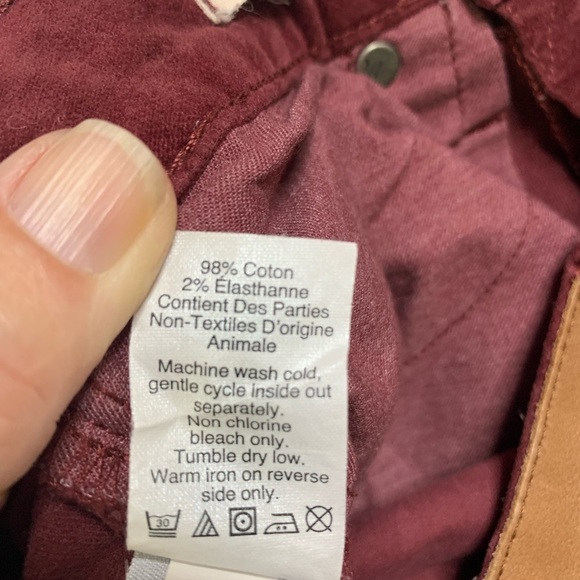 98% Coton
2% Élasthanne
Contient Des Parties
Non-Textiles D'origine
Animale
Machine wash cold,
gentle cycle inside out
separately.
Non chlorine
bleach only.
Tumble dry low.
Warm iron on reverse
side only.
30